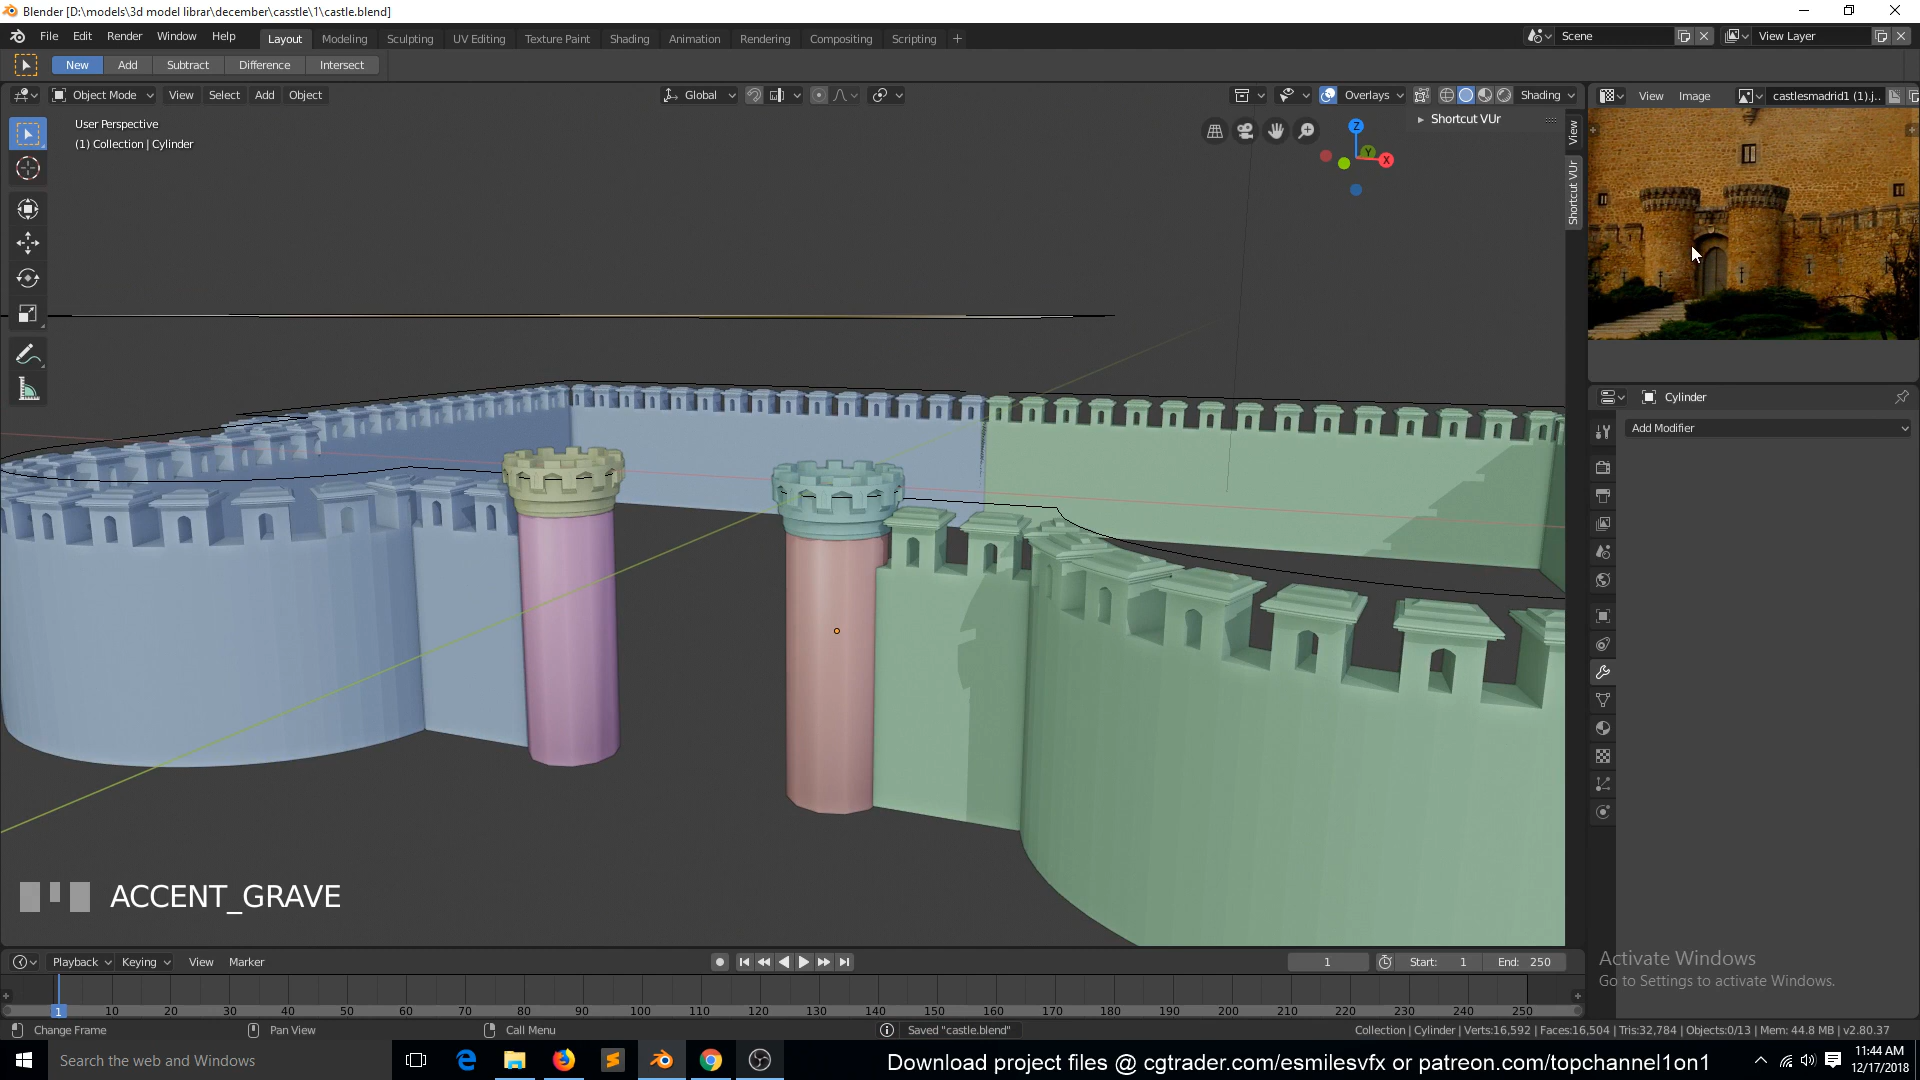 Blender [D:\models\3d model librar\december\casstle\1\castle.blend]
File Edit Render Window Help Layout Modeling Sculpting UV Editing Texture Paint Shading Animation Rendering Compositing Scripting + Scene View Layer
New Add Subtract Difference Intersect
Object Mode View Select Add Object Global Overlays Shading View Image castlesmadrid1 (1).j..
User Perspective
(1) Collection | Cylinder
Shortcut VUr
View
Shortcut VUr
Z
Y
X
Cylinder
Add Modifier
ACCENT_GRAVE
Activate Windows
Go to Settings to activate Windows.
Playback Keying View Marker 1 Start: 1 End: 250
1 10 20 30 40 50 60 70 80 90 100 110 120 130 140 150 160 170 180 190 200 210 220 230 240 250
Change Frame Pan View Call Menu Saved "castle.blend" Collection | Cylinder | Verts:16,592 | Faces:16,504 | Tris:32,784 | Objects:0/13 | Mem: 44.8 MB | v2.80.37
Search the web and Windows
Download project files @ cgtrader.com/esmilesvfx or patreon.com/topchannel1on1
11:44 AM
12/17/2018